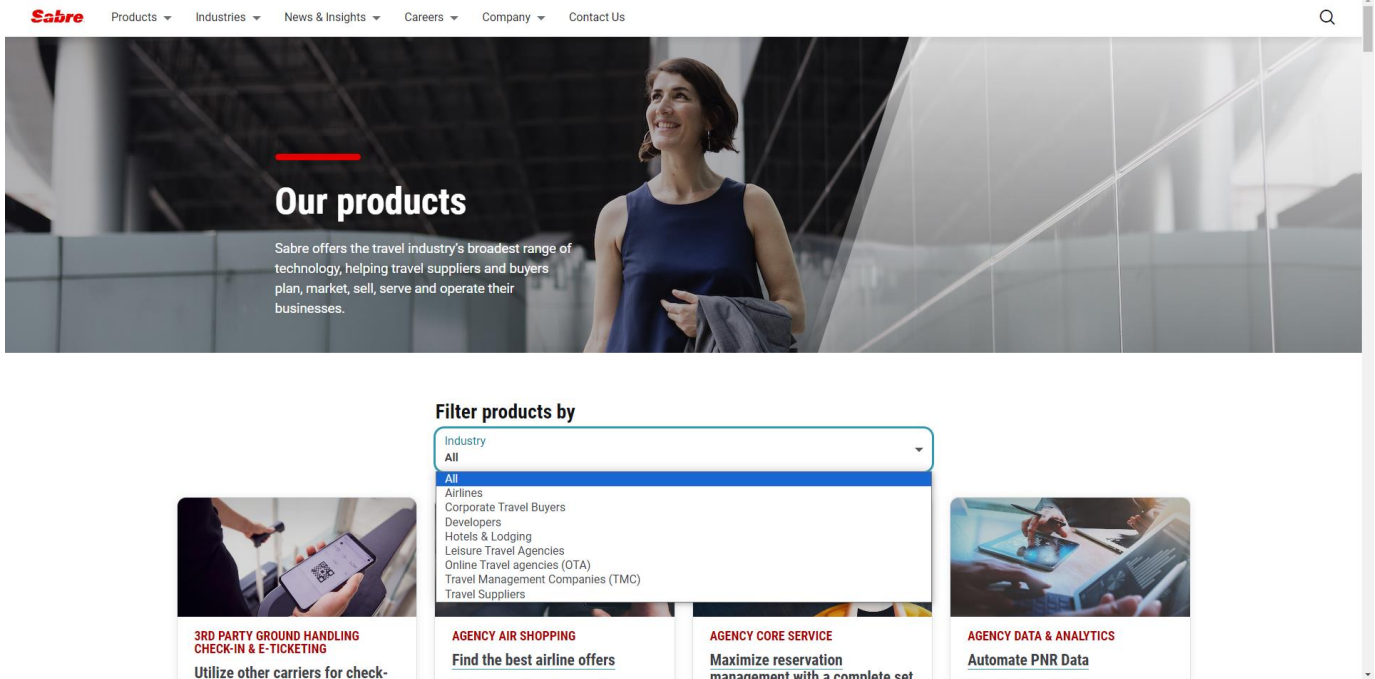 Sabre
Products
Industries
News & Insights
Careers
Company
Contact Us
Our products
Sabre offers the travel industry's broadest range of
technology, helping travel suppliers and buyers
plan, market, sell, serve and operate their
businesses.
Filter products by
Industry
All
All
Airlines
Corporate Travel Buyers
Developers
Hotels & Lodging
Leisure Travel Agencies
Online Travel agencies (OTA)
Travel Management Companies (TMC)
Travel Suppliers
3RD PARTY GROUND HANDLING
CHECK-IN & E-TICKETING
Utilize other carriers for check-
AGENCY AIR SHOPPING
Find the best airline offers
AGENCY CORE SERVICE
Maximize reservation
management with a complete set
AGENCY DATA & ANALYTICS
Automate PNR Data